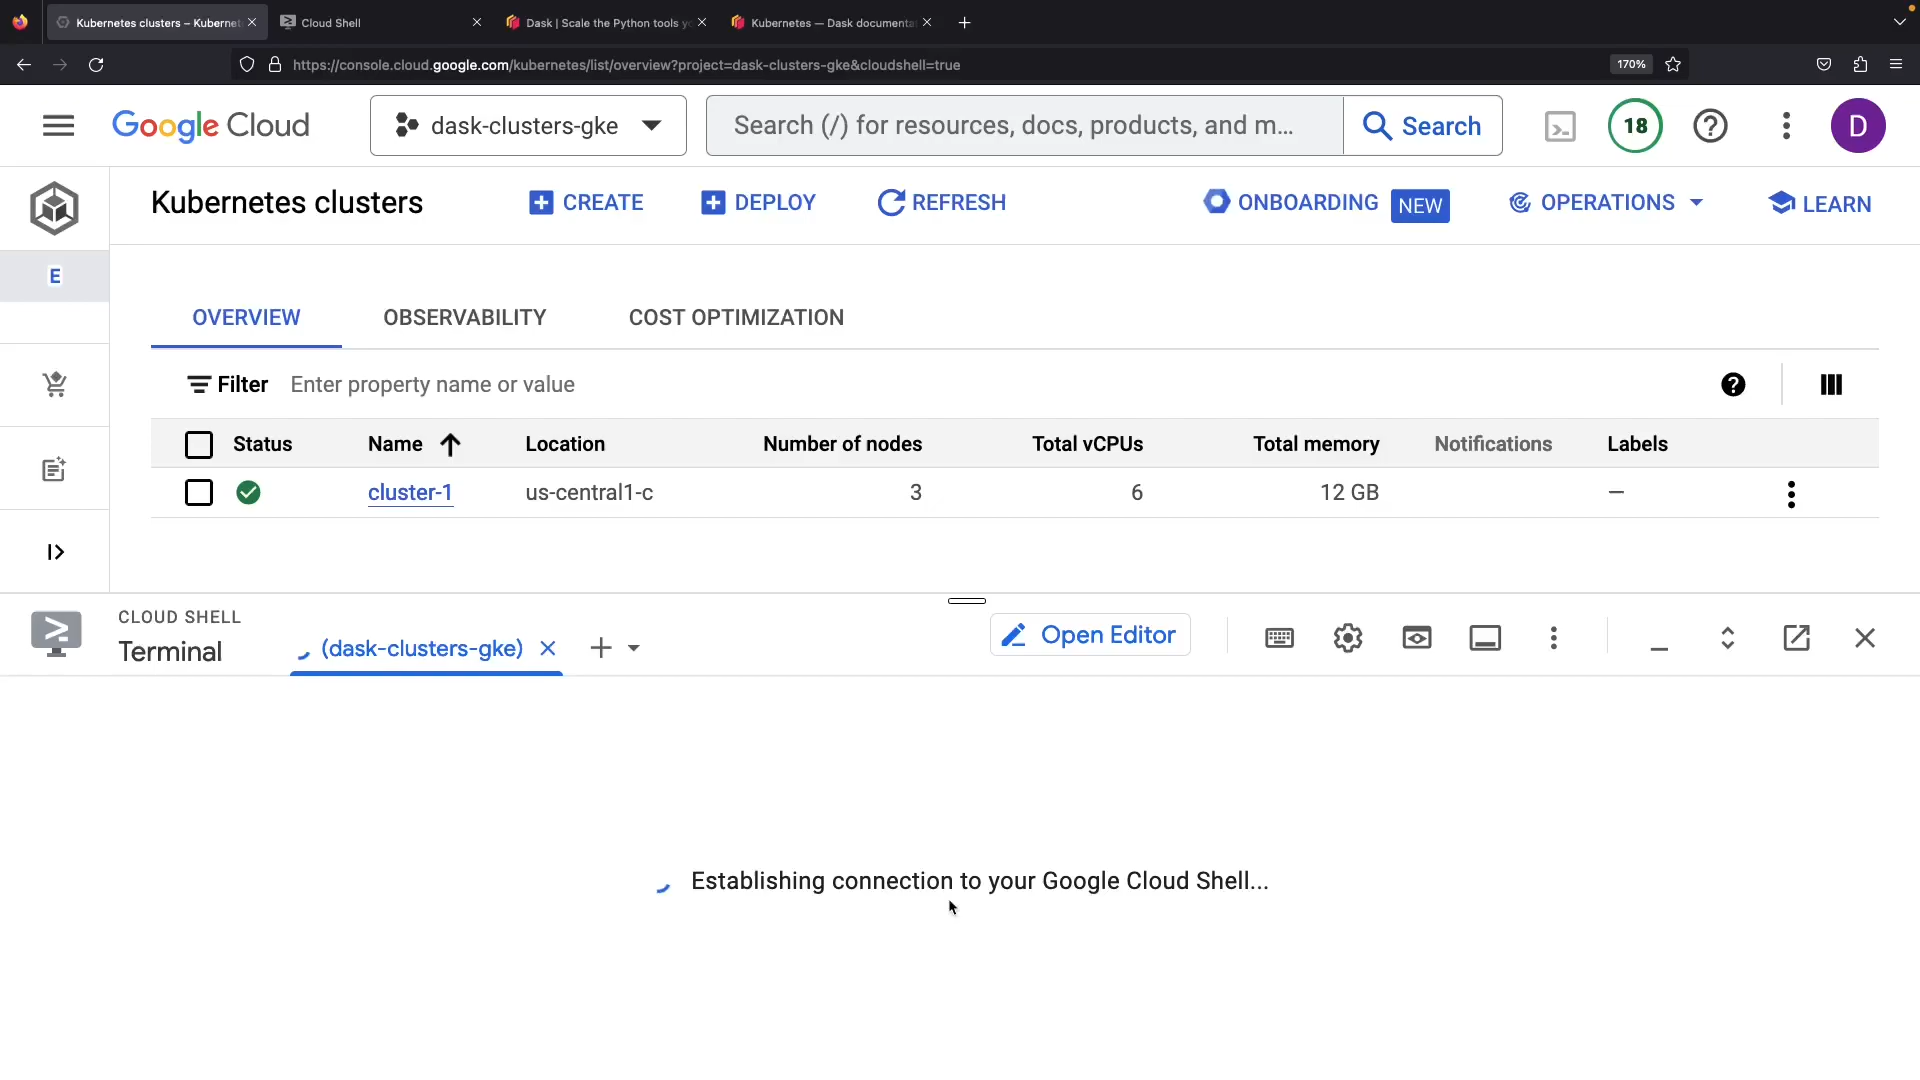 Kubernetes clusters – Kubernet
Cloud Shell
Dask | Scale the Python tools yo
Kubernetes — Dask documenta
https://console.cloud.google.com/kubernetes/list/overview?project=dask-clusters-gke&cloudshell=true
170%
Google Cloud
dask-clusters-gke
Search (/) for resources, docs, products, and m...
Search
18
D
Kubernetes clusters
CREATE
DEPLOY
REFRESH
ONBOARDING NEW
OPERATIONS
LEARN
E
OVERVIEW
OBSERVABILITY
COST OPTIMIZATION
Filter Enter property name or value
Status Name Location Number of nodes Total vCPUs Total memory Notifications Labels
cluster-1 us-central1-c 3 6 12 GB —
CLOUD SHELL
Terminal
(dask-clusters-gke)
Open Editor
Establishing connection to your Google Cloud Shell...